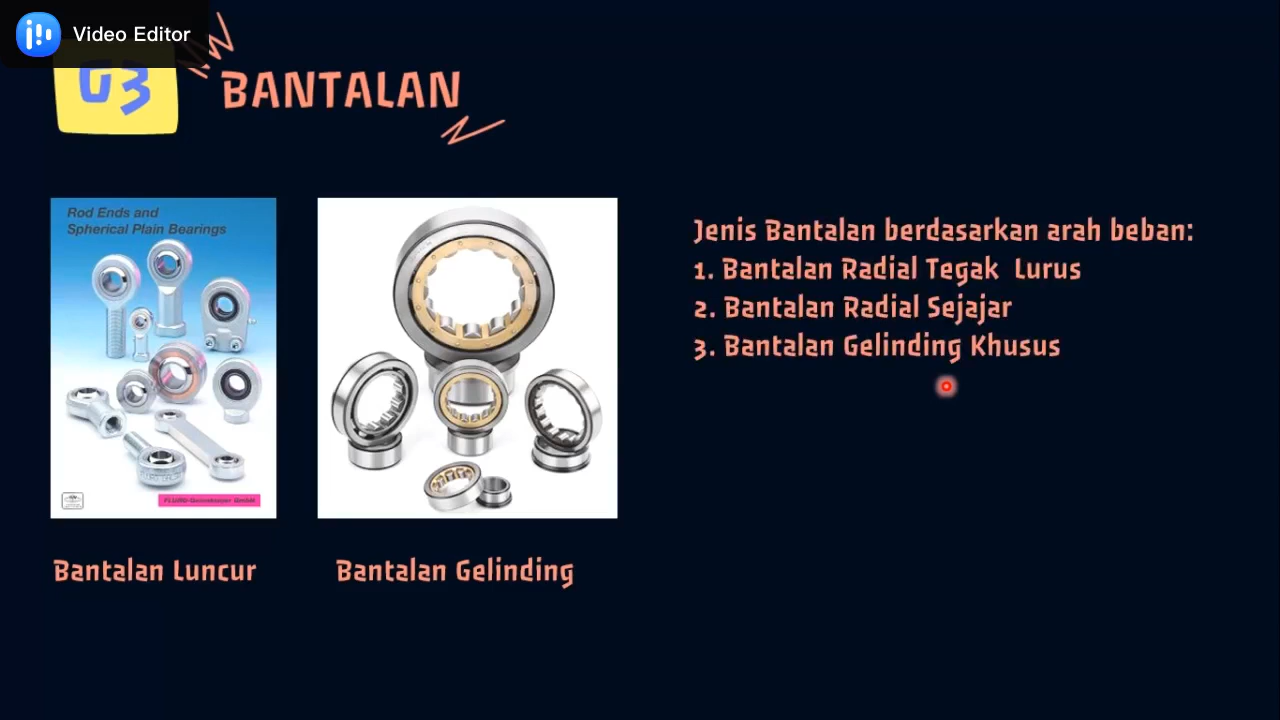 Video Editor
03
BANTALAN
Rod Ends and
Spherical Plain Bearings
Jenis Bantalan berdasarkan arah beban:
1. Bantalan Radial Tegak Lurus
2. Bantalan Radial Sejajar
3. Bantalan Gelinding Khusus
Bantalan Luncur
Bantalan Gelinding